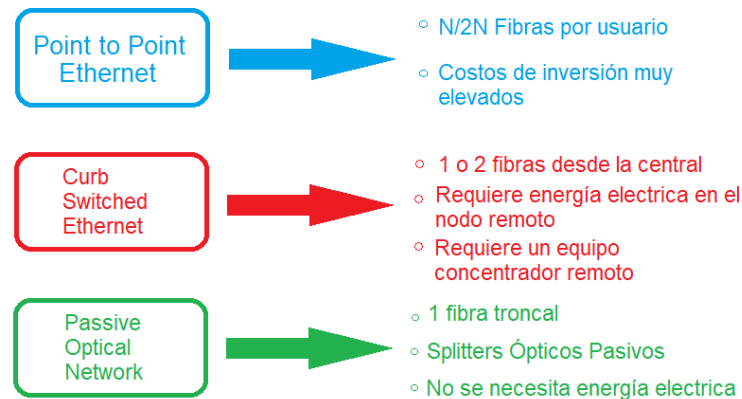 Point to Point
Ethernet
○ N/2N Fibras por usuario
○ Costos de inversión muy
elevados
Curb
Switched
Ethernet
○ 1 o 2 fibras desde la central
○ Requiere energía electrica en el
nodo remoto
○ Requiere un equipo
concentrador remoto
Passive
Optical
Network
○ 1 fibra troncal
○ Splitters Ópticos Pasivos
○ No se necesita energía electrica